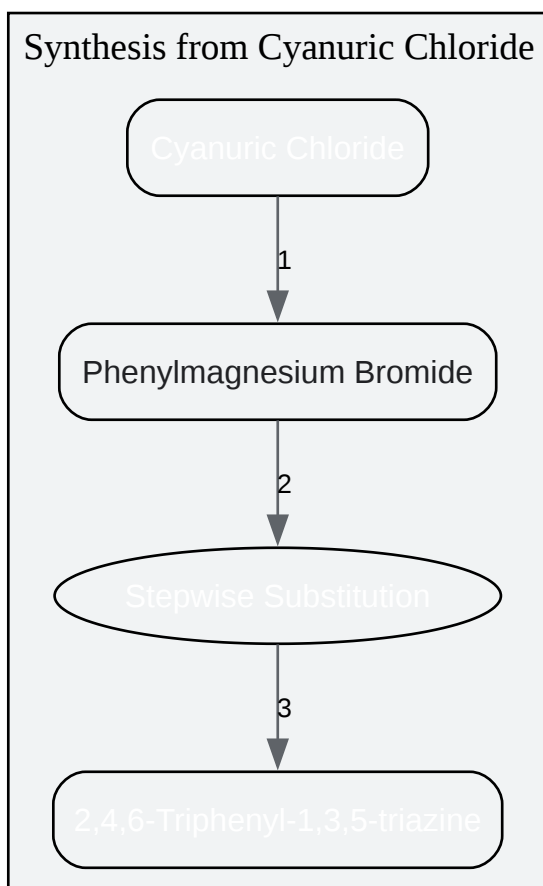 Synthesis from Cyanuric Chloride
Cyanuric Chloride
1
Phenylmagnesium Bromide
2
Stepwise Substitution
3
2,4,6-Triphenyl-1,3,5-triazine